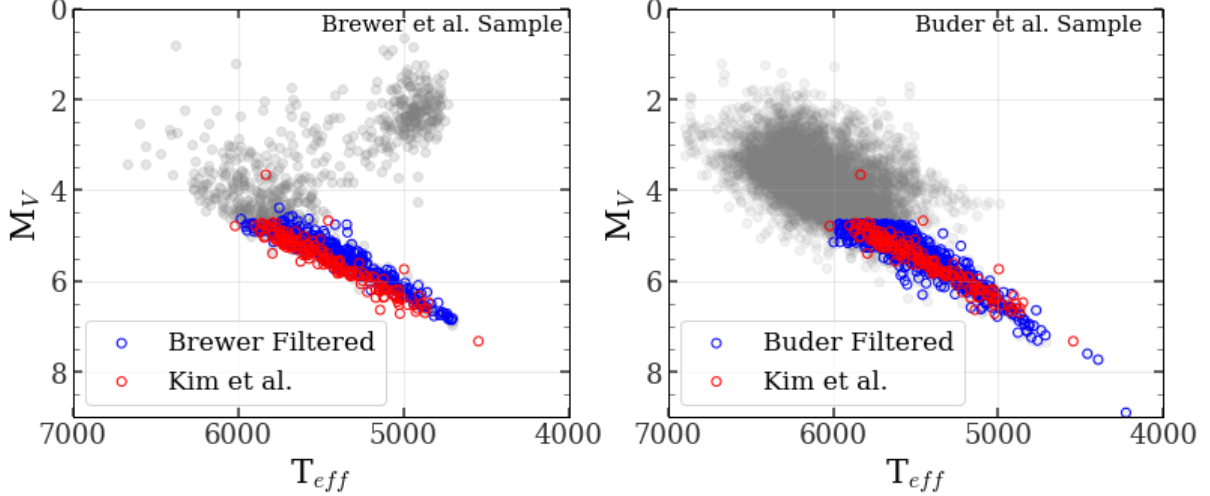 Brewer et al. Sample
0
2
4
6
8
M_V
Brewer Filtered
Kim et al.
7000 6000 5000 4000
T_eff
Buder et al. Sample
0
2
4
6
8
M_V
Buder Filtered
Kim et al.
7000 6000 5000 4000
T_eff